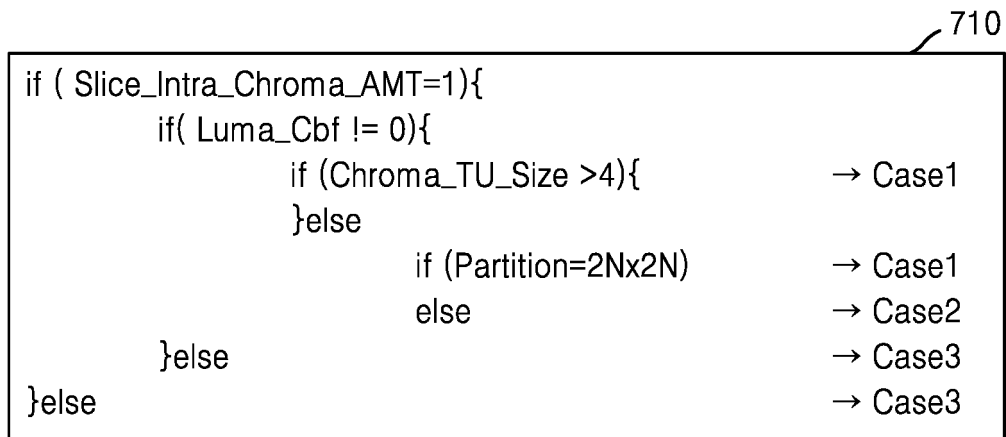 710
if ( Slice_Intra_Chroma_AMT=1){
if( Luma_Cbf != 0){
if (Chroma_TU_Size >4){ → Case1
}else
if (Partition=2Nx2N) → Case1
else → Case2
}else → Case3
}else → Case3